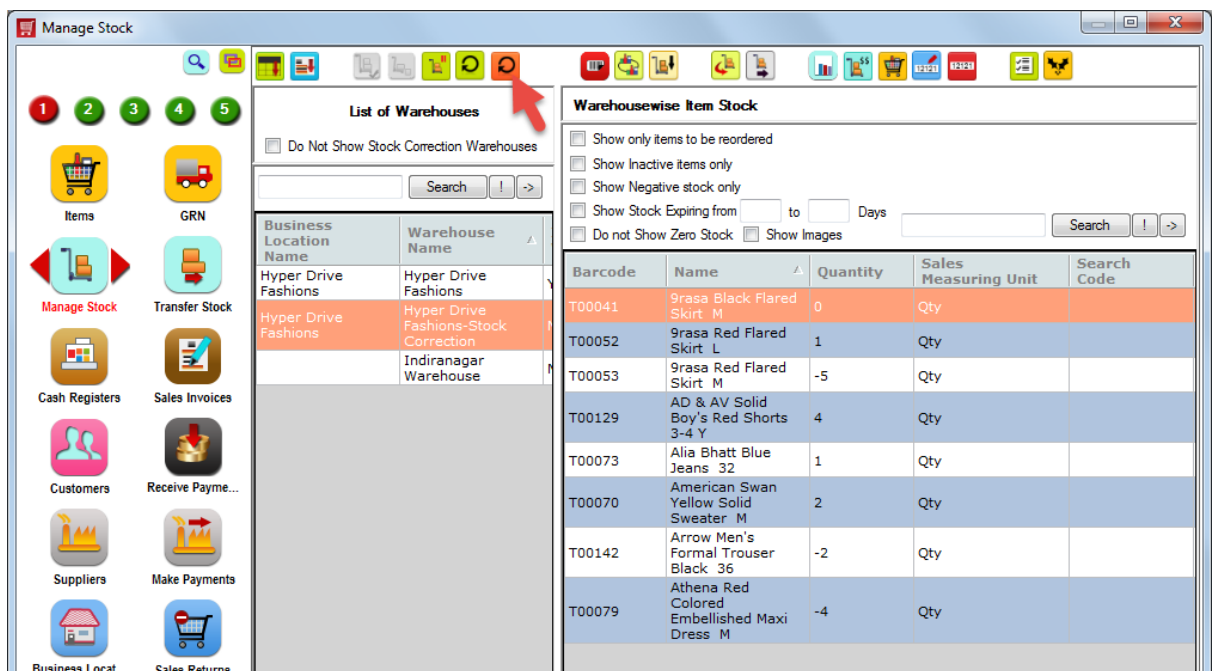 Manage Stock
1 2 3 4 5
Items
GRN
Manage Stock
Transfer Stock
Cash Registers
Sales Invoices
Customers
Receive Payme...
Suppliers
Make Payments
Business Locat...
Sales Returns
List of Warehouses
Do Not Show Stock Correction Warehouses
Search ! ->
Business
Location
Name
Warehouse
Name
Hyper Drive
Fashions
Hyper Drive
Fashions
Hyper Drive
Fashions
Hyper Drive
Fashions-Stock
Correction
Indiranagar
Warehouse
Warehousewise Item Stock
Show only items to be reordered
Show Inactive items only
Show Negative stock only
Show Stock Expiring from to Days
Do not Show Zero Stock Show Images
Search ! ->
Barcode
Name
Quantity
Sales
Measuring Unit
Search
Code
T00041
9rasa Black Flared
Skirt M
0
Qty
T00052
9rasa Red Flared
Skirt L
1
Qty
T00053
9rasa Red Flared
Skirt M
-5
Qty
T00129
AD & AV Solid
Boy's Red Shorts
3-4 Y
4
Qty
T00073
Alia Bhatt Blue
Jeans 32
1
Qty
T00070
American Swan
Yellow Solid
Sweater M
2
Qty
T00142
Arrow Men's
Formal Trouser
Black 36
-2
Qty
T00079
Athena Red
Colored
Embellished Maxi
Dress M
-4
Qty